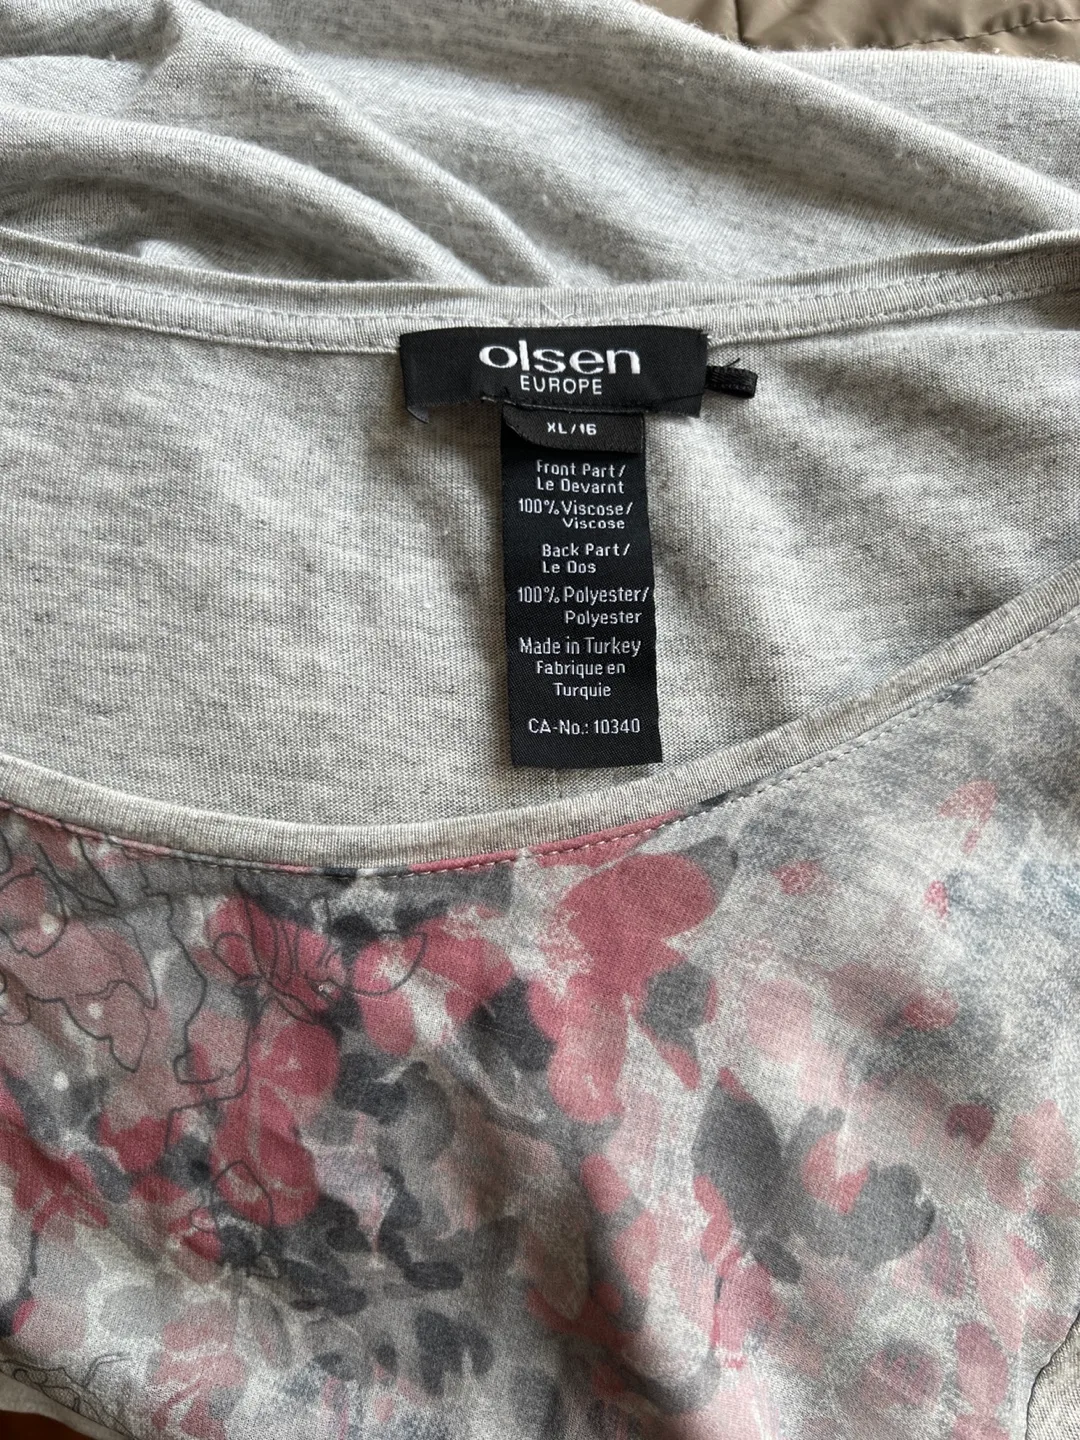 olsen
EUROPE
XL/16
Front Part/
Le Devarnt
100% Viscose/
Viscose
Back Part/
Le Dos
100% Polyester/
Polyester
Made in Turkey
Fabrique en
Turquie
CA-No.: 10340